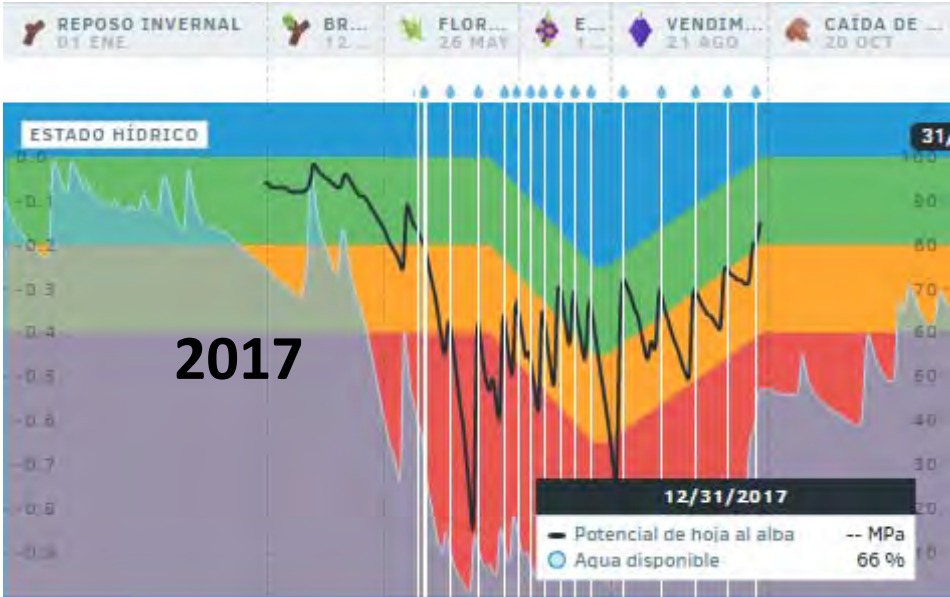 REPOSO INVERNAL
01 ENE
BR...
12 ...
FLOR...
26 MAY
E...
1...
VENDIM...
21 AGO
CAÍDA DE ...
20 OCT
ESTADO HÍDRICO
31/
0.0
-0.1
-0.2
-0.3
-0.4
-0.5
-0.6
-0.7
-0.8
-0.9
100
90
80
70
60
50
40
30
20
10
2017
12/31/2017
Potencial de hoja al alba -- MPa
Agua disponible 66 %